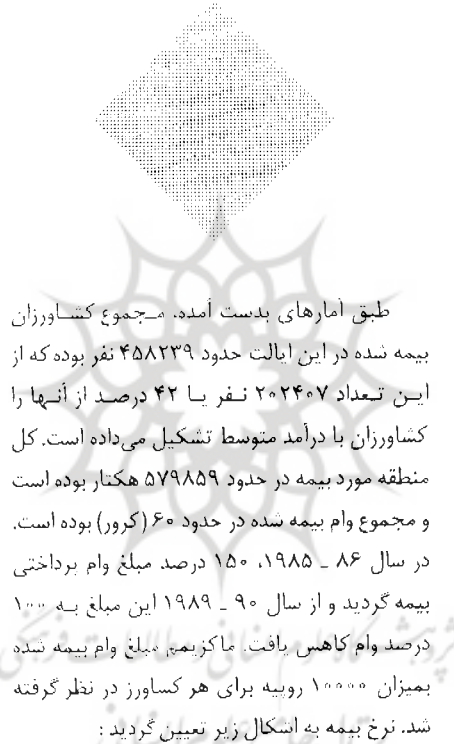 طبق آمارهای بدست آمده، مجموع کشاورزان
بیمه شده در این ایالت حدود ۴۵۸۲۳۹ نفر بوده که از
این تعداد ۲۰۲۴۰۷ نفر یا ۴۲ درصد از آنها را
کشاورزان با درآمد متوسط تشکیل می‌داده است. کل
منطقه مورد بیمه در حدود ۵۷۹۸۵۹ هکتار بوده است
و مجموع وام بیمه شده در حدود ۶۰ (کرور) بوده است.
در سال ۸۶ ـ ۱۹۸۵، ۱۵۰ درصد مبلغ وام پرداختی
بیمه گردید و از سال ۹۰ ـ ۱۹۸۹ این مبلغ به ۱۰۰
درصد وام کاهش یافت. ماکزیمم مبلغ وام بیمه شده
بمیزان ۱۰۰۰۰ روپیه برای هر کشاورز در نظر گرفته
شد. نرخ بیمه به اشکال زیر تعیین گردید :